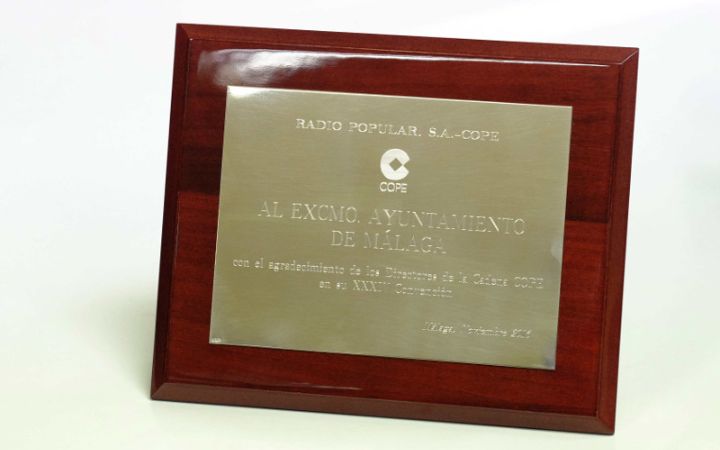 RADIO POPULAR, S.A.-COPE
COPE
AL EXCMO. AYUNTAMIENTO
DE MÁLAGA
con el agradecimiento de los Directores de la Cadena COPE
en su Convención
Málaga, Noviembre